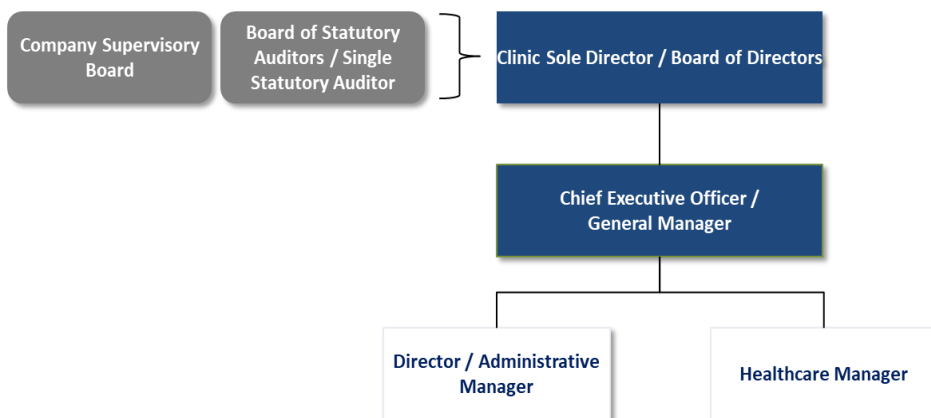 Company Supervisory
Board
Board of Statutory
Auditors / Single
Statutory Auditor
Clinic Sole Director / Board of Directors
Chief Executive Officer /
General Manager
Director / Administrative
Manager
Healthcare Manager